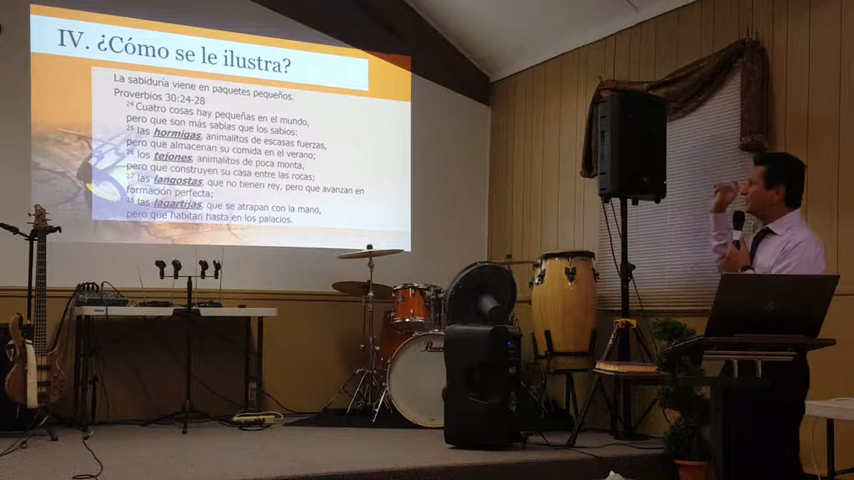 IV. ¿Cómo se le ilustra?
La sabiduría viene en paquetes pequeños.
Proverbios 30:24-28
24 Cuatro cosas hay pequeñas en el mundo,
pero que son más sabias que los sabios:
25 las hormigas, animalitos de escasas fuerzas,
pero que almacenan su comida en el verano;
26 los tejones, animalitos de poca monta,
pero que construyen su casa entre las rocas;
27 las langostas, que no tienen rey,
pero que avanzan en
formación perfecta;
28 las lagartijas, que se atrapan con la mano,
pero que habitan hasta en los palacios.